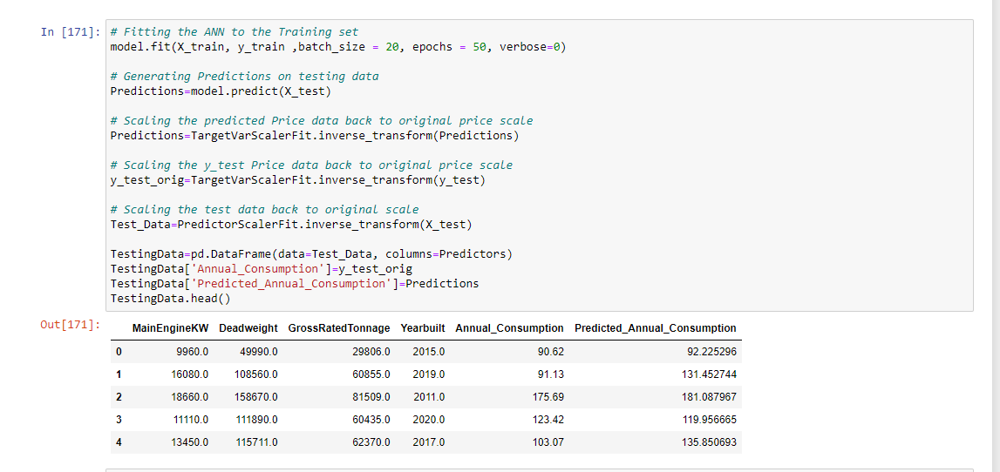 In [171]: # Fitting the ANN to the Training set
model.fit(X_train, y_train ,batch_size = 20, epochs = 50, verbose=0)
# Generating Predictions on testing data
Predictions=model.predict(X_test)
# Scaling the predicted Price data back to original price scale
Predictions=TargetVarScalerFit.inverse_transform(Predictions)
# Scaling the y_test Price data back to original price scale
y_test_orig=TargetVarScalerFit.inverse_transform(y_test)
# Scaling the test data back to original scale
Test_Data=PredictorScalerFit.inverse_transform(X_test)
TestingData=pd.DataFrame(data=Test_Data, columns=Predictors)
TestingData['Annual_Consumption']=y_test_orig
TestingData['Predicted_Annual_Consumption']=Predictions
TestingData.head()
Out[171]: MainEngineKW Deadweight GrossRatedTonnage Yearbuilt Annual_Consumption Predicted_Annual_Consumption
0 9960.0 49990.0 29806.0 2015.0 90.62 92.225296
1 16080.0 108560.0 60855.0 2019.0 91.13 131.452744
2 18660.0 158670.0 81509.0 2011.0 175.69 181.087967
3 11110.0 111890.0 60435.0 2020.0 123.42 119.956665
4 13450.0 115711.0 62370.0 2017.0 103.07 135.850693